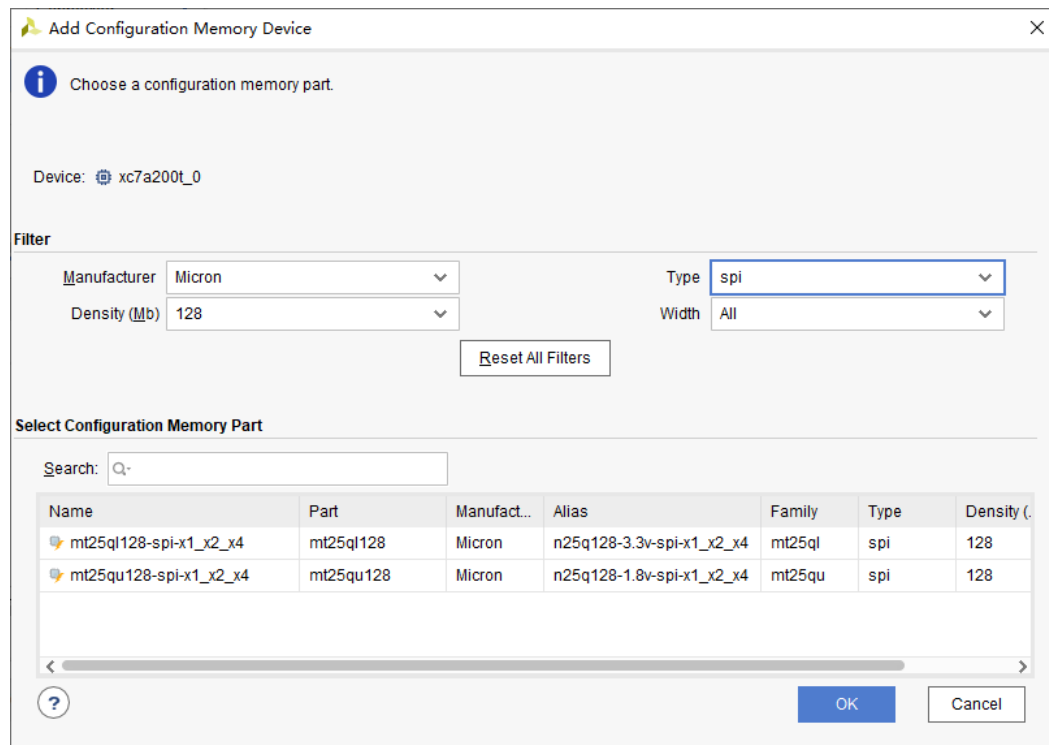 Add Configuration Memory Device
Choose a configuration memory part.
Device: xc7a200t_0
Filter
Manufacturer Micron Type spi
Density (Mb) 128 Width All
Reset All Filters
Select Configuration Memory Part
Search:
Name Part Manufact... Alias Family Type Density (.
mt25ql128-spi-x1_x2_x4 mt25ql128 Micron n25q128-3.3v-spi-x1_x2_x4 mt25ql spi 128
mt25qu128-spi-x1_x2_x4 mt25qu128 Micron n25q128-1.8v-spi-x1_x2_x4 mt25qu spi 128
? OK Cancel